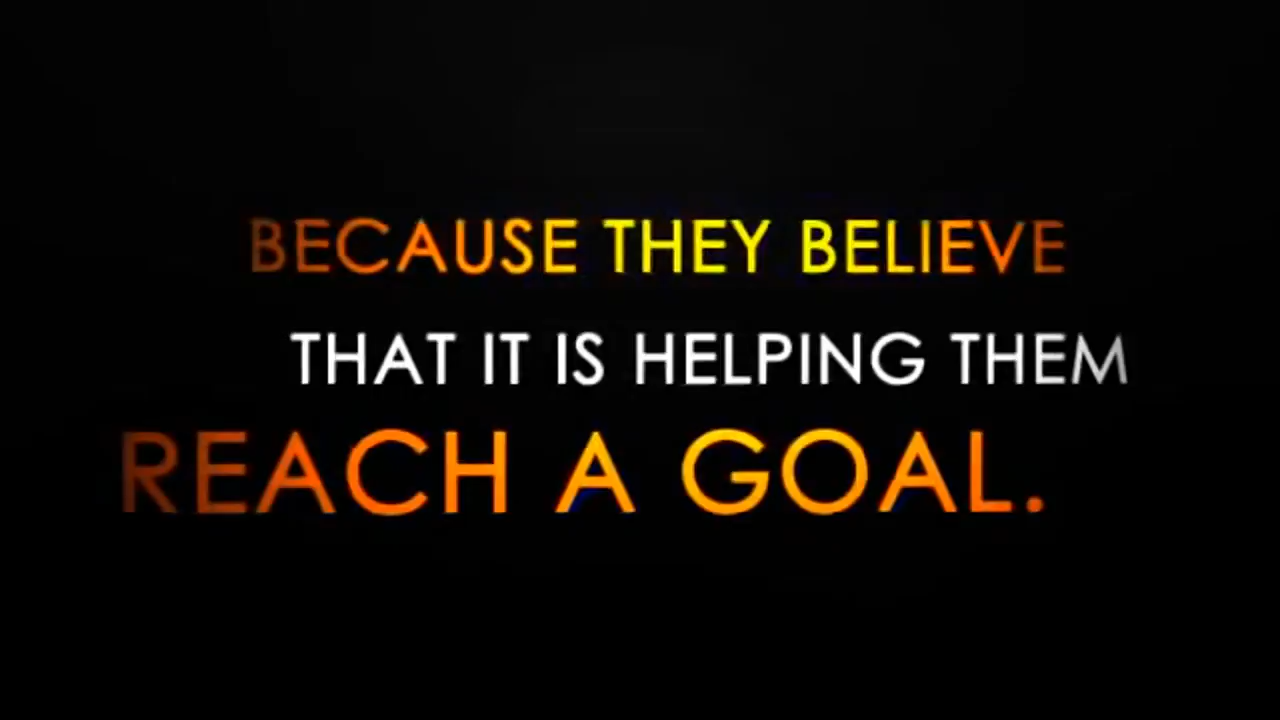 BECAUSE THEY BELIEVE
THAT IT IS HELPING THEM
REACH A GOAL.